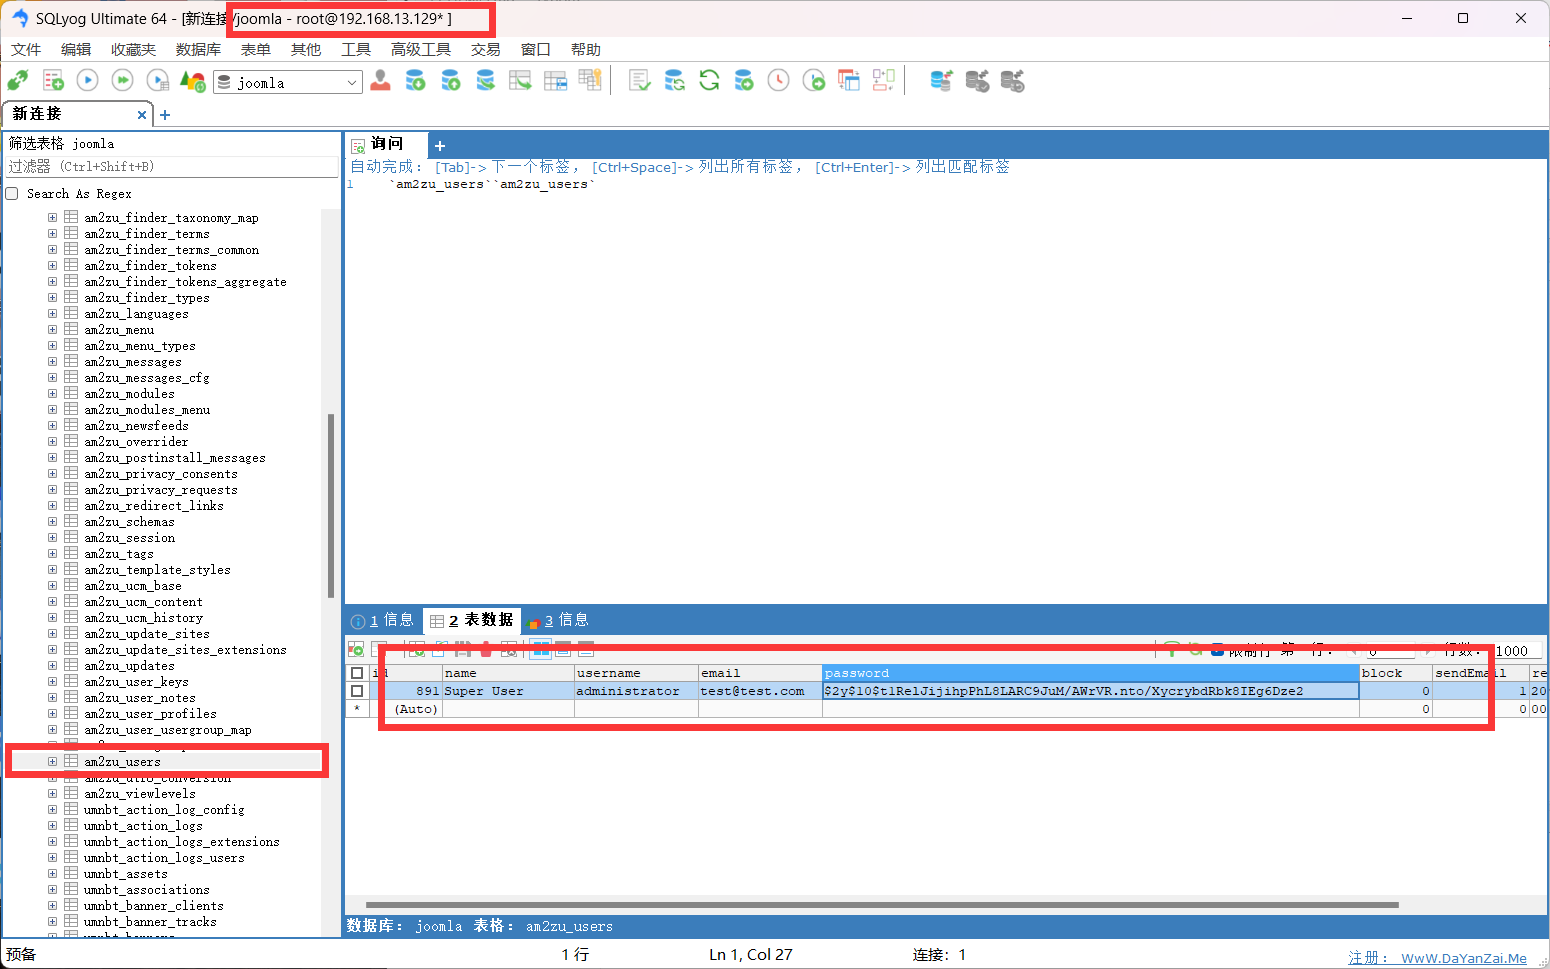 SQLyog Ultimate 64 - [新连接/joomla - root@192.168.13.129* ]
文件 编辑 收藏夹 数据库 表单 其他 工具 高级工具 交易 窗口 帮助
joomla
新连接
筛选表格 joomla
过滤器 (Ctrl+Shift+B)
Search As Regex
am2zu_finder_taxonomy_map
am2zu_finder_terms
am2zu_finder_terms_common
am2zu_finder_tokens
am2zu_finder_tokens_aggregate
am2zu_finder_types
am2zu_languages
am2zu_menu
am2zu_menu_types
am2zu_messages
am2zu_messages_cfg
am2zu_modules
am2zu_modules_menu
am2zu_newsfeeds
am2zu_overrider
am2zu_postinstall_messages
am2zu_privacy_consents
am2zu_privacy_requests
am2zu_redirect_links
am2zu_schemas
am2zu_session
am2zu_tags
am2zu_template_styles
am2zu_ucm_base
am2zu_ucm_content
am2zu_ucm_history
am2zu_update_sites
am2zu_update_sites_extensions
am2zu_updates
am2zu_user_keys
am2zu_user_notes
am2zu_user_profiles
am2zu_user_usergroup_map
am2zu_users
am2zu_utf8_conversion
am2zu_viewlevels
umnbt_action_log_config
umnbt_action_logs
umnbt_action_logs_extensions
umnbt_action_logs_users
umnbt_assets
umnbt_associations
umnbt_banner_clients
umnbt_banner_tracks
询问
自动完成: [Tab]-> 下一个标签, [Ctrl+Space]-> 列出所有标签, [Ctrl+Enter]-> 列出匹配标签
1 `am2zu_users``am2zu_users`
1 信息 2 表数据 3 信息
限制行 第一行: 0 行数: 1000
id name username email password block sendEmail re
891 Super User administrator test@test.com $2y$10$t1RelJijihpPhL8LARC9JuM/AWrVR.nto/XycrybdRbk8IEg6Dze2 0 1 20
* (Auto) 0 0 00
数据库: joomla 表格: am2zu_users
预备 1 行 Ln 1, Col 27 连接: 1 注册: WwW.DaYanZai.Me